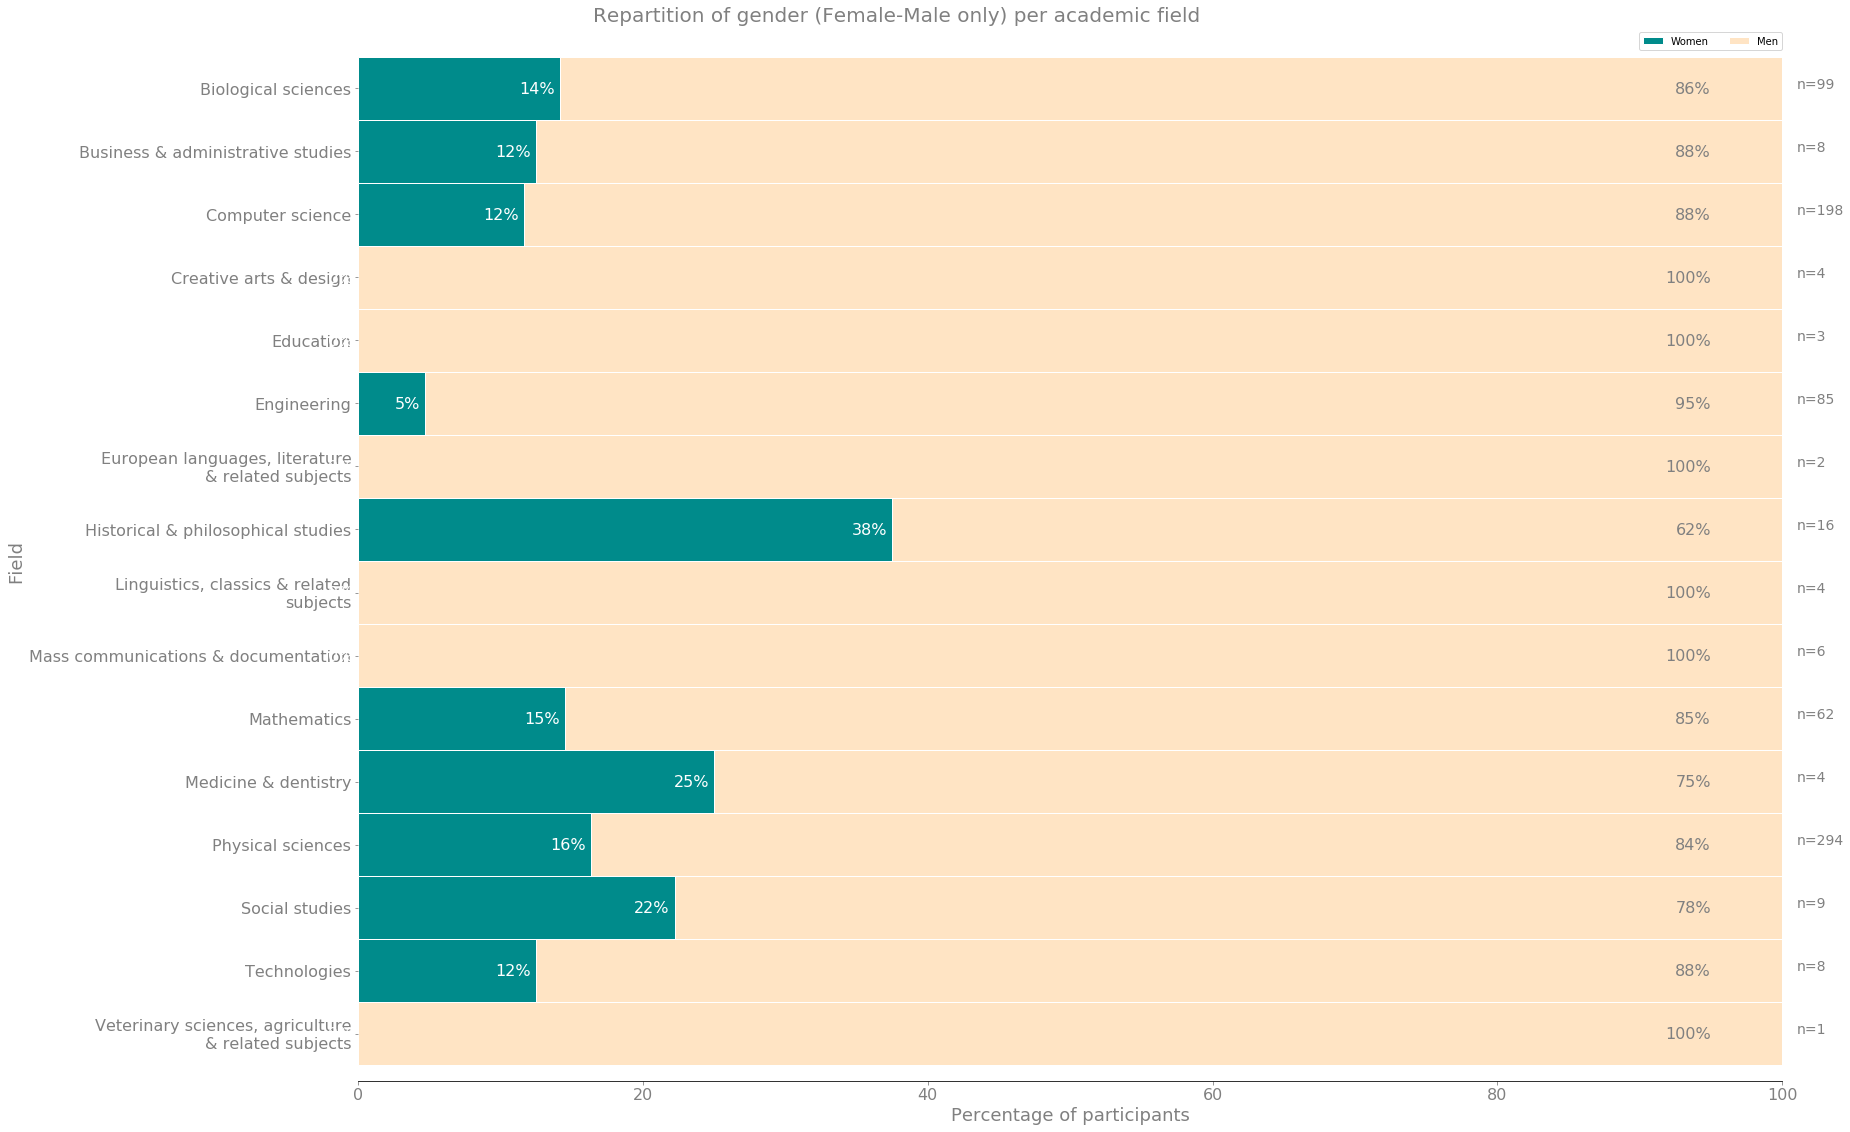 Repartition of gender (Female-Male only) per academic field
Women Men
Biological sciences 14% 86% n=99
Business & administrative studies 12% 88% n=8
Computer science 12% 88% n=198
Creative arts & design 100% n=4
Education 100% n=3
Engineering 5% 95% n=85
European languages, literature
& related subjects 100% n=2
Historical & philosophical studies 38% 62% n=16
Linguistics, classics & related
subjects 100% n=4
Mass communications & documentation 100% n=6
Mathematics 15% 85% n=62
Medicine & dentistry 25% 75% n=4
Physical sciences 16% 84% n=294
Social studies 22% 78% n=9
Technologies 12% 88% n=8
Veterinary sciences, agriculture
& related subjects 100% n=1
Field
0 20 40 60 80 100
Percentage of participants